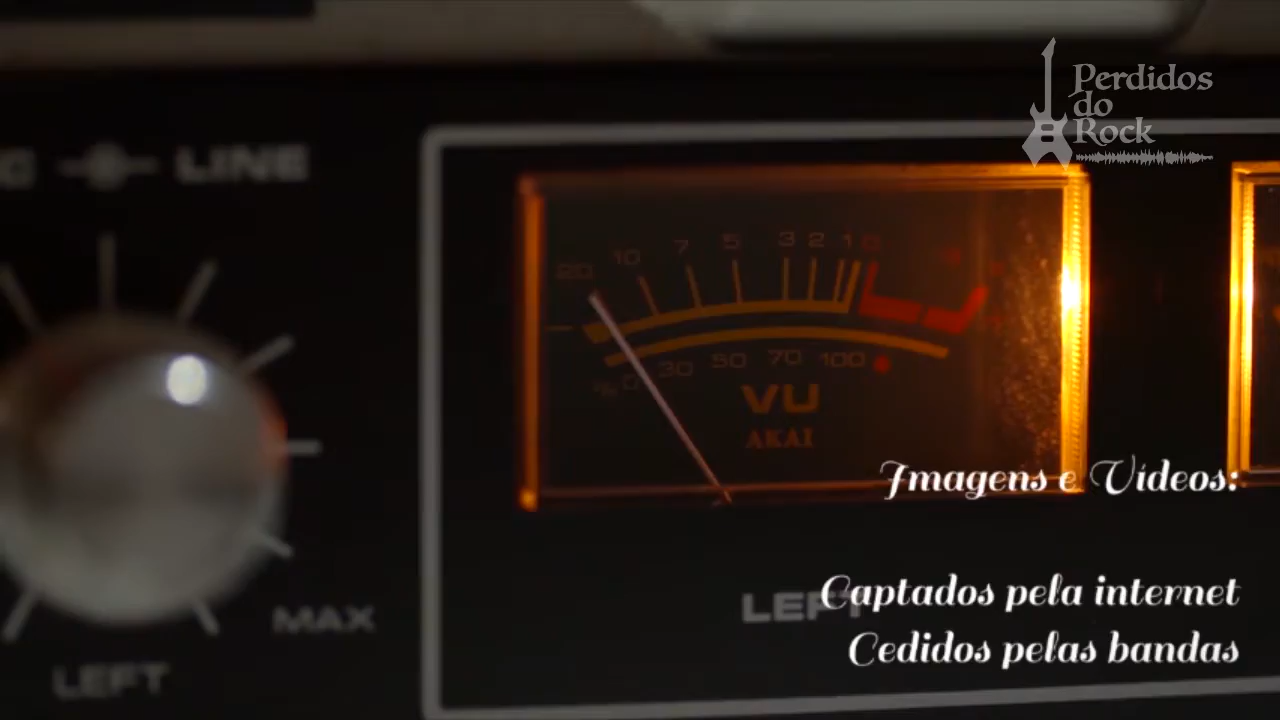 Perdidos
do
Rock
LINE
20 10 7 5 3 2 1 0
% 0 30 50 70 100
VU
AKAI
Imagens e Vídeos:
Captados pela internet
LEFT
Cedidos pelas bandas
MAX
LEFT